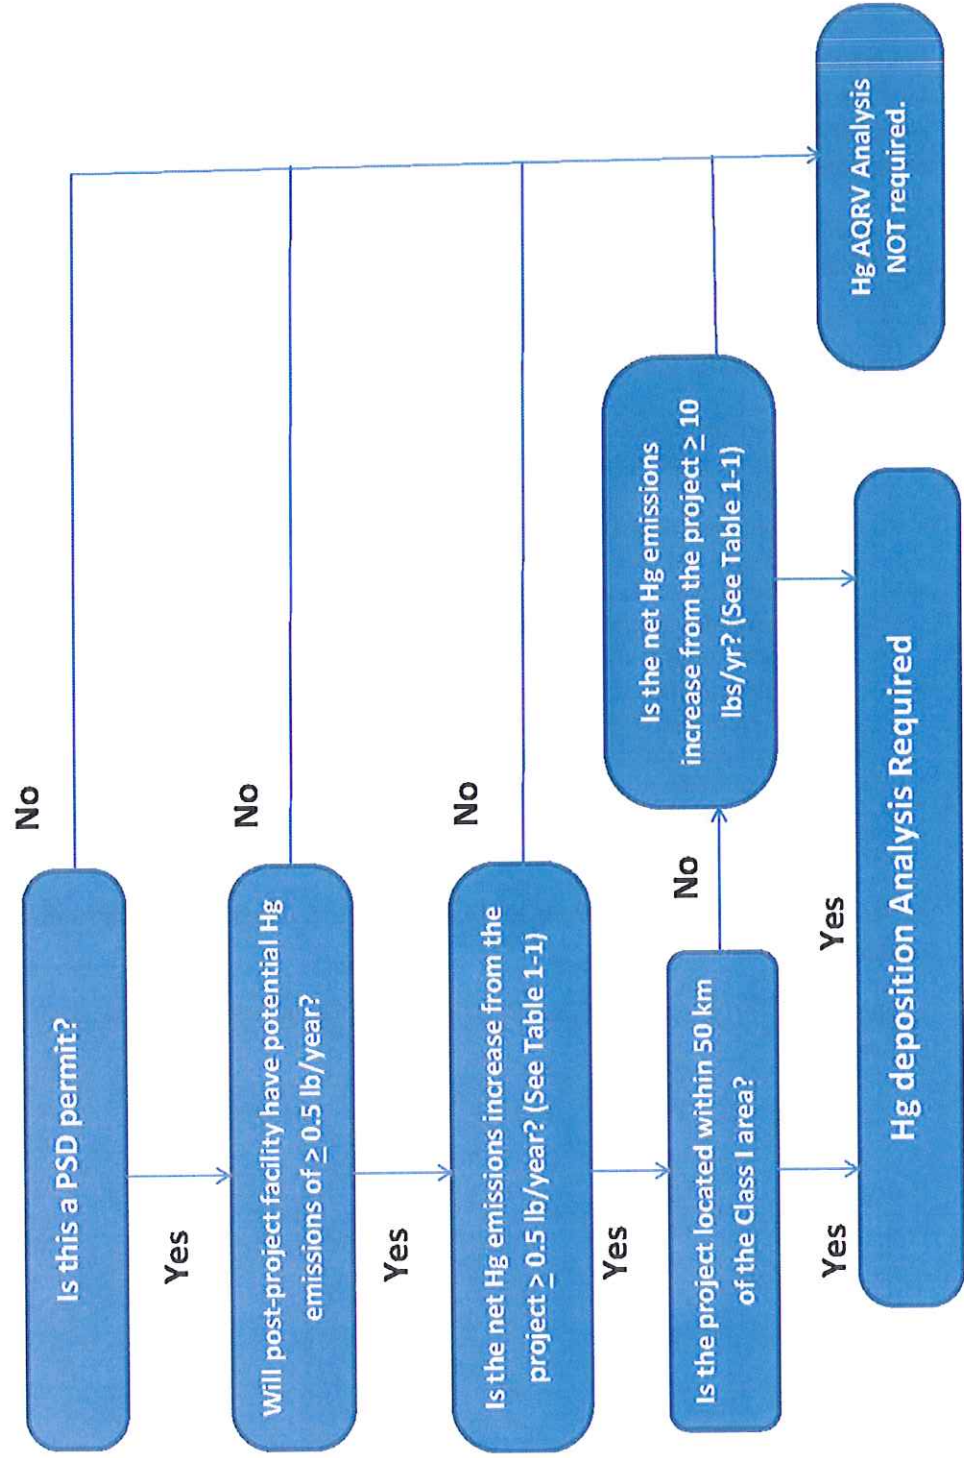 Is this a PSD permit?
No
Yes
Will post-project facility have potential Hg
emissions of ≥ 0.5 lb/year?
No
Yes
Is the net Hg emissions increase from the
project ≥ 0.5 lb/year? (See Table 1-1)
No
Yes
Is the project located within 50 km
of the Class I area?
No
Is the net Hg emissions
increase from the project ≥ 10
lbs/yr? (See Table 1-1)
Yes
Yes
Hg deposition Analysis Required
Hg AQRV Analysis
NOT required.